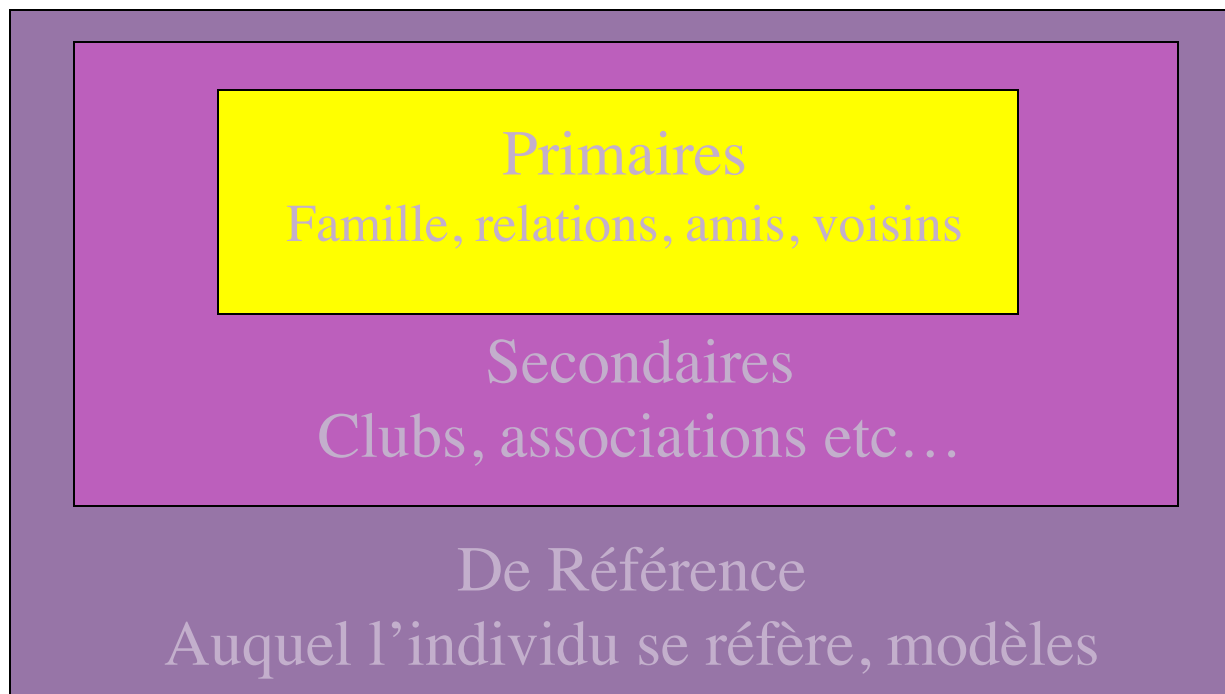 Primaires
Famille, relations, amis, voisins
Secondaires
Clubs, associations etc…
De Référence
Auquel l’individu se réfère, modèles